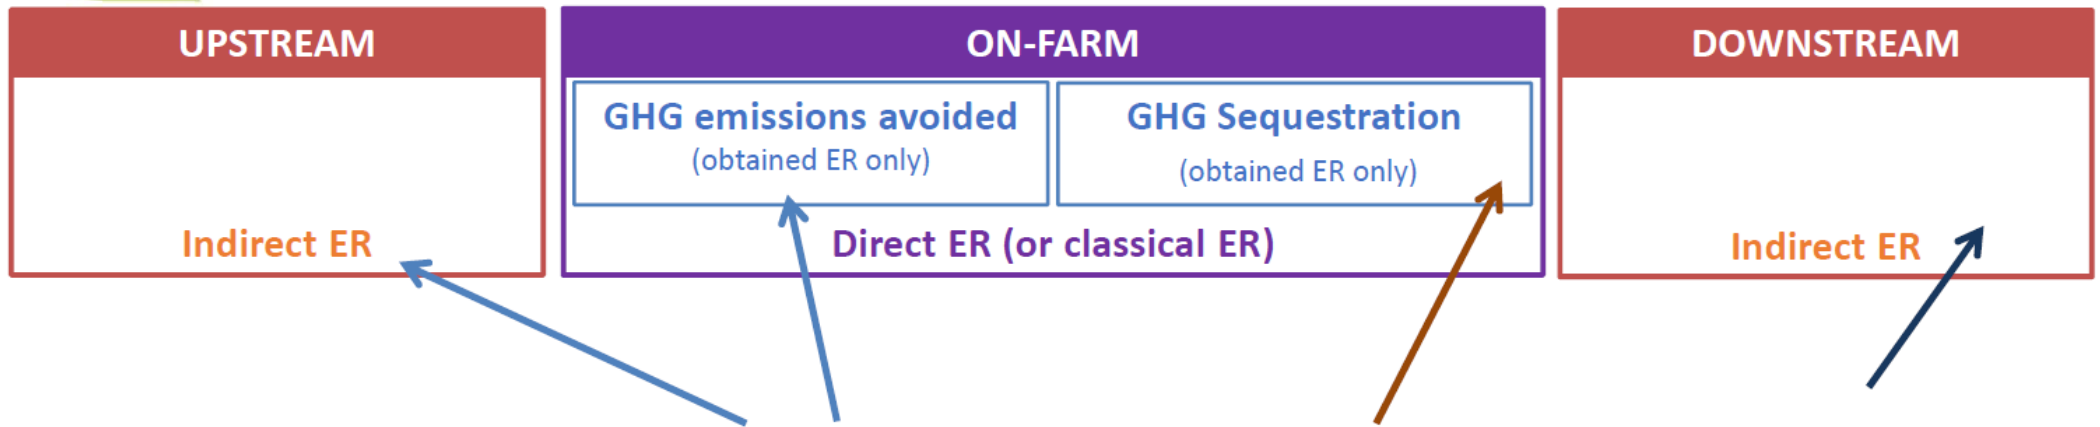 UPSTREAM
Indirect ER
ON-FARM
GHG emissions avoided
(obtained ER only)
GHG Sequestration
(obtained ER only)
Direct ER (or classical ER)
DOWNSTREAM
Indirect ER